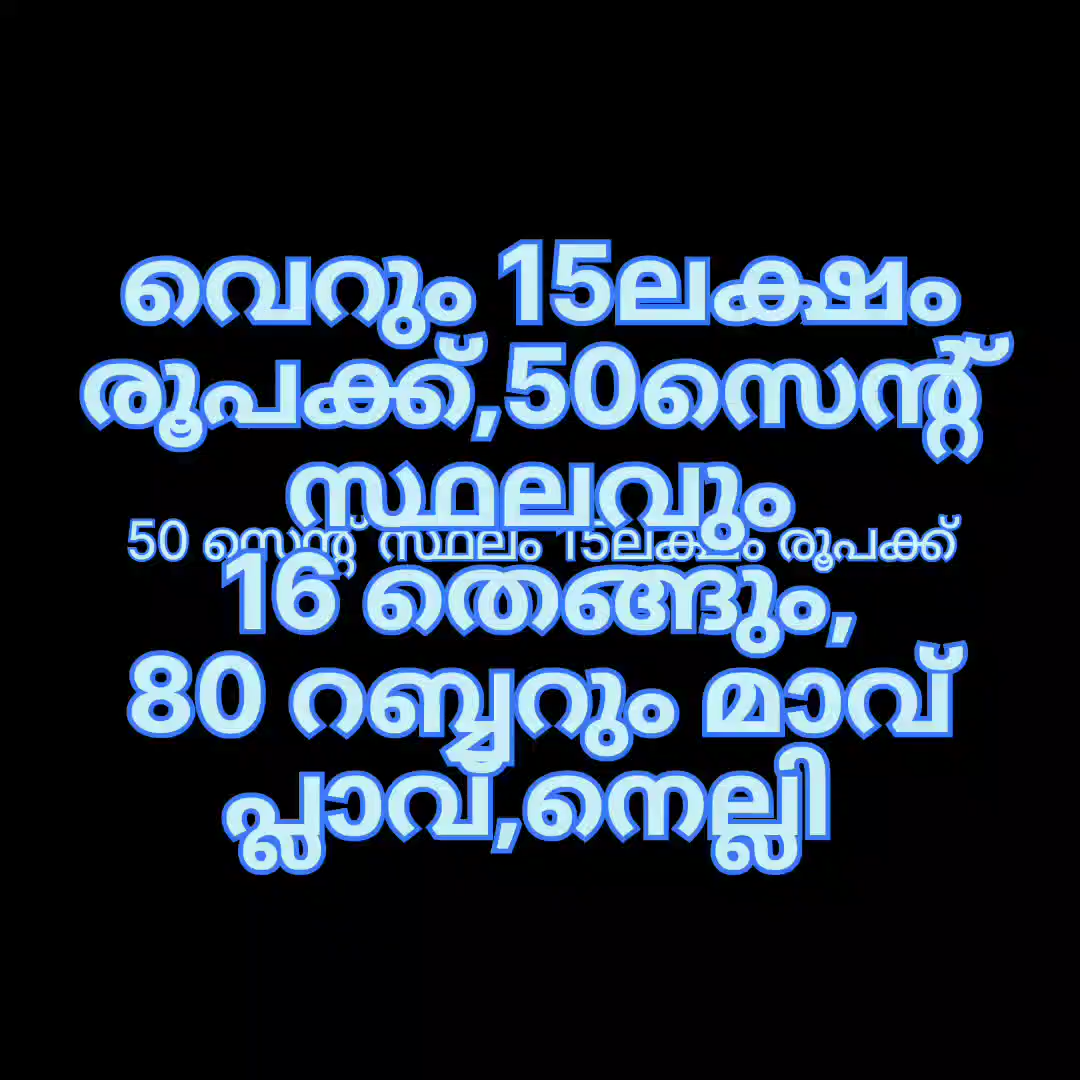 വെറും 15ലക്ഷം
രൂപക്ക്,50സെന്റ്
സ്ഥലവും
50 സെന്റ് സ്ഥലം 15ലക്ഷം രൂപക്ക്
16 തെങ്ങും,
80 റബ്ബറും മാവ്
പ്ലാവ്,നെല്ലി